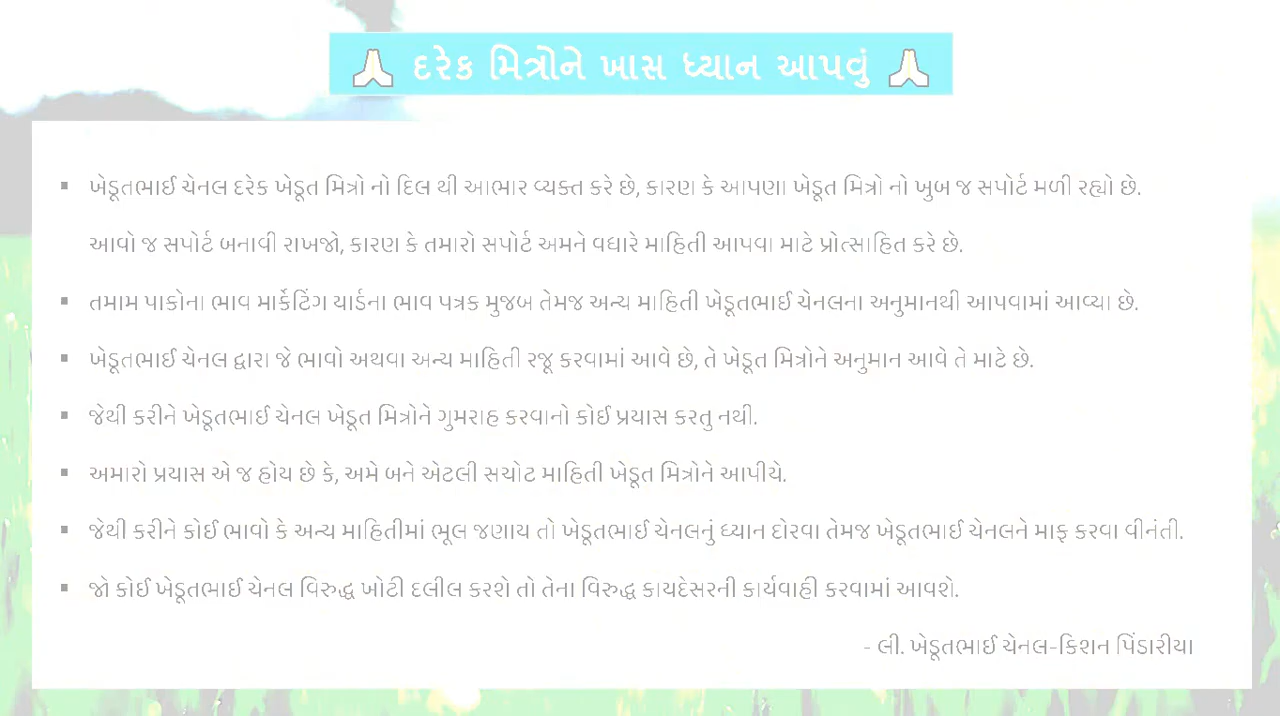 🙏 દરેક મિત્રોને ખાસ ધ્યાન આપવું 🙏
▪ ખેડૂતભાઈ ચેનલ દરેક ખેડૂત મિત્રો નો દિલ થી આભાર વ્યક્ત કરે છે, કારણ કે આપણા ખેડૂત મિત્રો નો ખુબ જ સપોર્ટ મળી રહ્યો છે.
આવો જ સપોર્ટ બનાવી રાખજો, કારણ કે તમારો સપોર્ટ અમને વધારે માહિતી આપવા માટે પ્રોત્સાહિત કરે છે.
▪ તમામ પાકોના ભાવ માર્કેટિંગ યાર્ડના ભાવ પત્રક મુજબ તેમજ અન્ય માહિતી ખેડૂતભાઈ ચેનલના અનુમાનથી આપવામાં આવ્યા છે.
▪ ખેડૂતભાઈ ચેનલ દ્વારા જે ભાવો અથવા અન્ય માહિતી રજૂ કરવામાં આવે છે, તે ખેડૂત મિત્રોને અનુમાન આવે તે માટે છે.
▪ જેથી કરીને ખેડૂતભાઈ ચેનલ ખેડૂત મિત્રોને ગુમરાહ કરવાનો કોઈ પ્રયાસ કરતુ નથી.
▪ અમારો પ્રયાસ એ જ હોય છે કે, અમે બને એટલી સચોટ માહિતી ખેડૂત મિત્રોને આપીયે.
▪ જેથી કરીને કોઈ ભાવો કે અન્ય માહિતીમાં ભૂલ જણાય તો ખેડૂતભાઈ ચેનલનું ધ્યાન દોરવા તેમજ ખેડૂતભાઈ ચેનલને માફ કરવા વીનંતી.
▪ જો કોઈ ખેડૂતભાઈ ચેનલ વિરુદ્ધ ખોટી દલીલ કરશે તો તેના વિરુદ્ધ કાયદેસરની કાર્યવાહી કરવામાં આવશે.
- લી. ખેડૂતભાઈ ચેનલ-કિશન પિંડારીયા